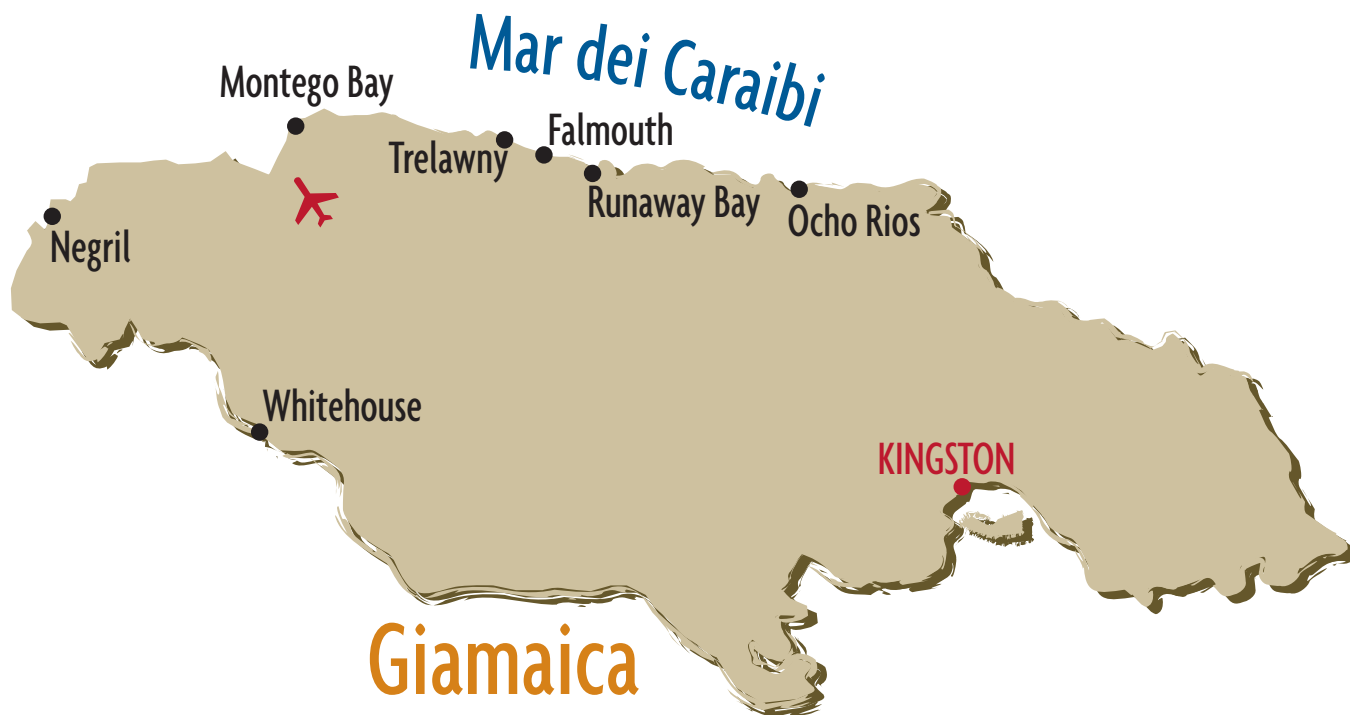 Mar dei Caraibi
Montego Bay
Falmouth
Trelawny
Runaway Bay
Ocho Rios
Negril
Whitehouse
KINGSTON
Giamaica